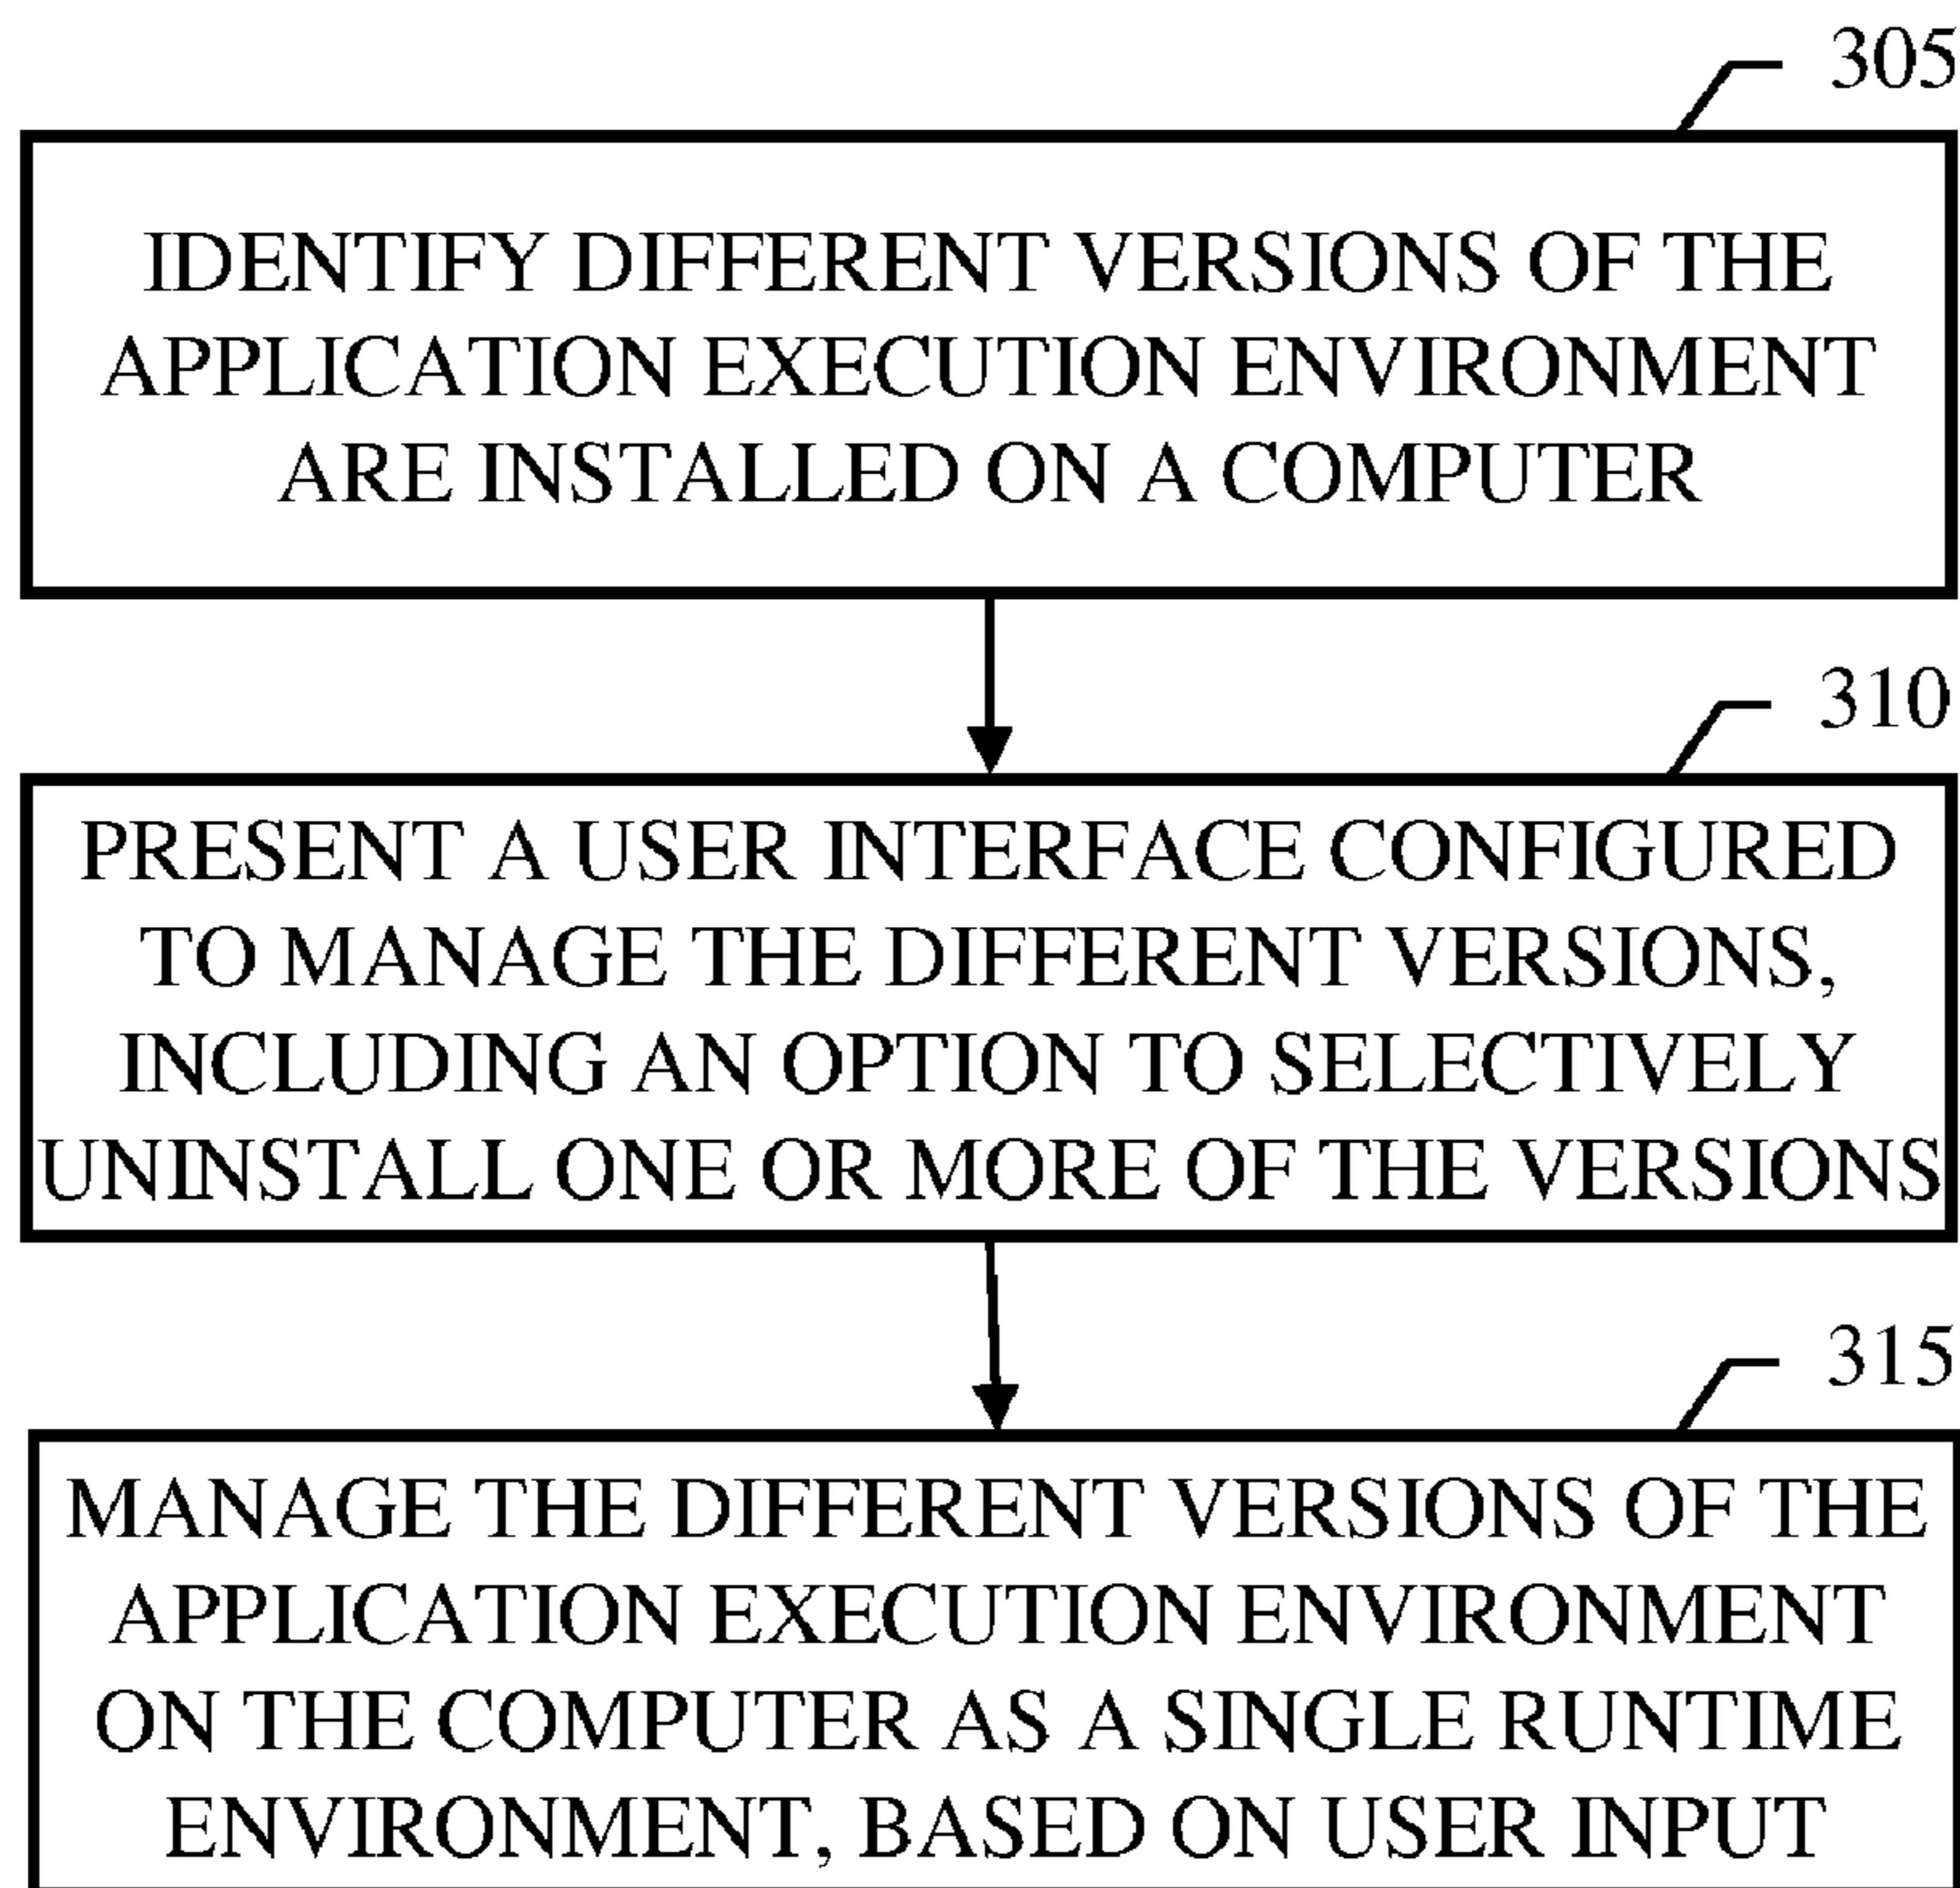 305
IDENTIFY DIFFERENT VERSIONS OF THE
APPLICATION EXECUTION ENVIRONMENT
ARE INSTALLED ON A COMPUTER
310
PRESENT A USER INTERFACE CONFIGURED
TO MANAGE THE DIFFERENT VERSIONS,
INCLUDING AN OPTION TO SELECTIVELY
UNINSTALL ONE OR MORE OF THE VERSIONS
315
MANAGE THE DIFFERENT VERSIONS OF THE
APPLICATION EXECUTION ENVIRONMENT
ON THE COMPUTER AS A SINGLE RUNTIME
ENVIRONMENT, BASED ON USER INPUT